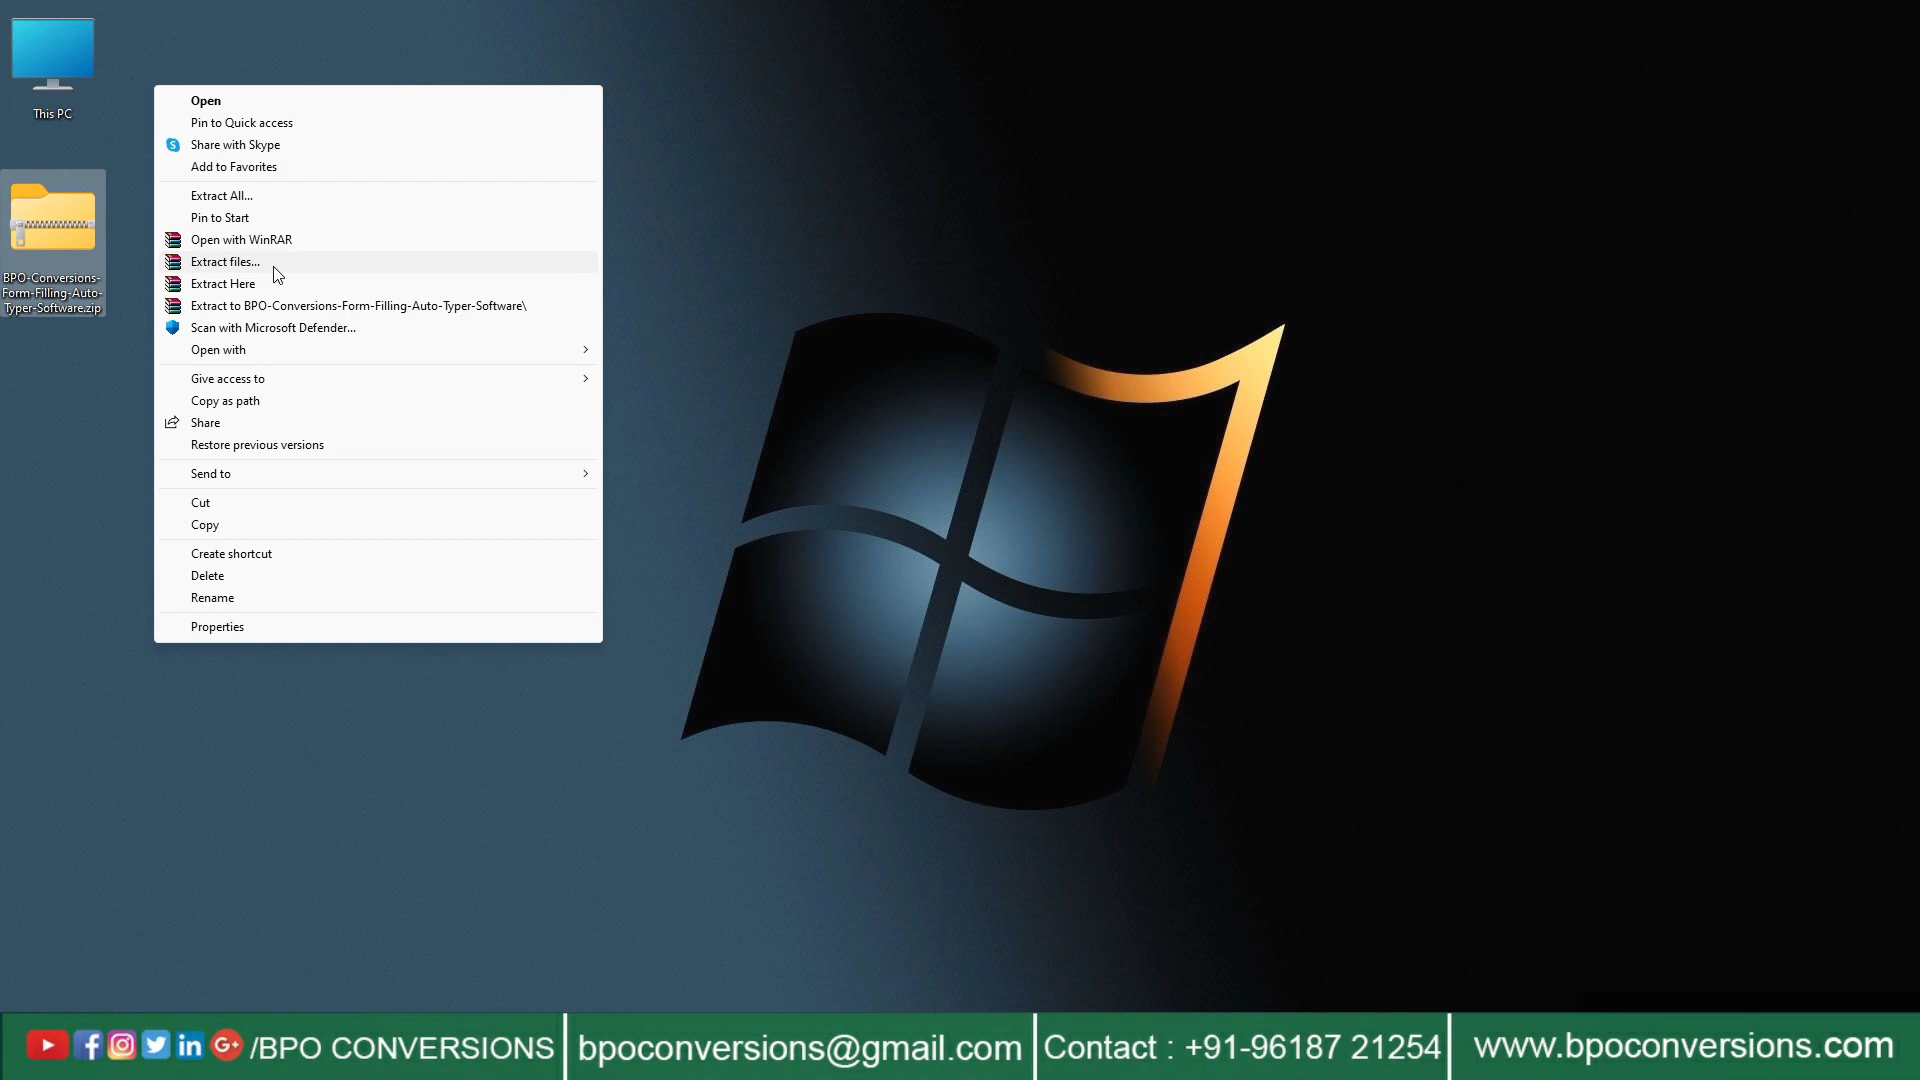 This PC
BPO-Conversions-
Form-Filling-Auto-
Typer-Software.zip
Open
Pin to Quick access
Share with Skype
Add to Favorites
Extract All...
Pin to Start
Open with WinRAR
Extract files...
Extract Here
Extract to BPO-Conversions-Form-Filling-Auto-Typer-Software\
Scan with Microsoft Defender...
Open with
Give access to
Copy as path
Share
Restore previous versions
Send to
Cut
Copy
Create shortcut
Delete
Rename
Properties
/BPO CONVERSIONS
bpoconversions@gmail.com
Contact : +91-96187 21254
www.bpoconversions.com